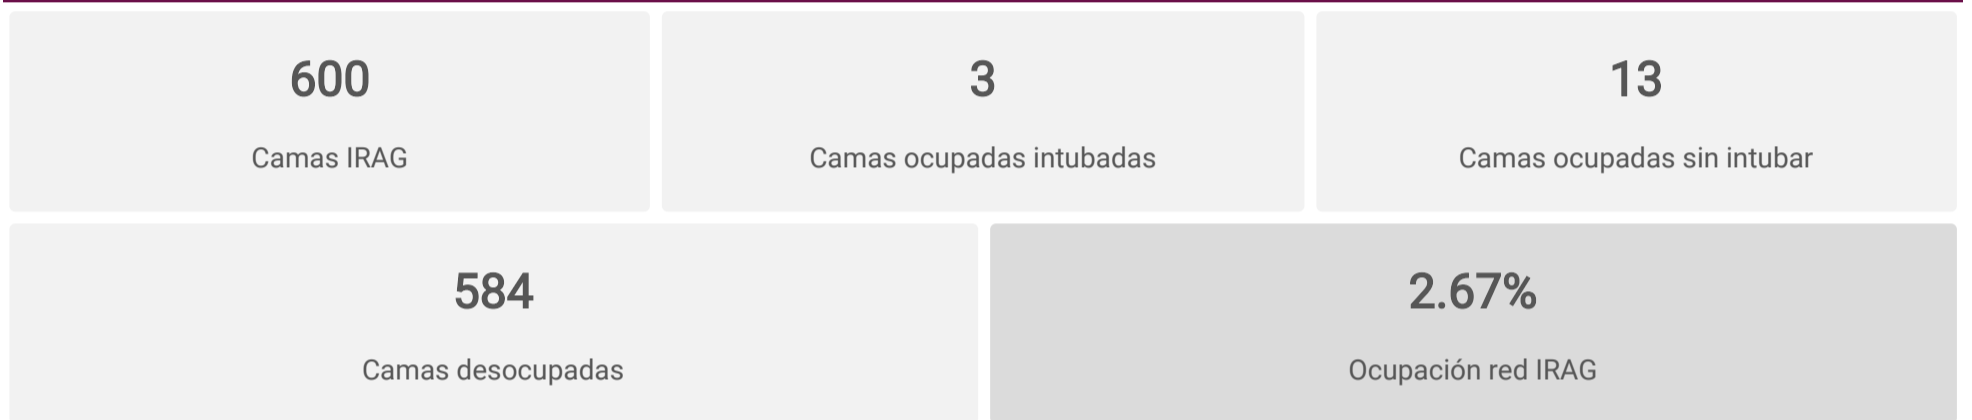 600
Camas IRAG
3
Camas ocupadas intubadas
13
Camas ocupadas sin intubar
584
Camas desocupadas
2.67%
Ocupación red IRAG